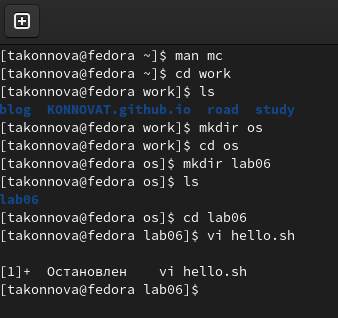 [takonnova@fedora ~]$ man mc
[takonnova@fedora ~]$ cd work
[takonnova@fedora work]$ ls
blog  KONNOVAT.github.io  road  study
[takonnova@fedora work]$ mkdir os
[takonnova@fedora work]$ cd os
[takonnova@fedora os]$ mkdir lab06
[takonnova@fedora os]$ ls
lab06
[takonnova@fedora os]$ cd lab06
[takonnova@fedora lab06]$ vi hello.sh
[1]+  Остановлен    vi hello.sh
[takonnova@fedora lab06]$